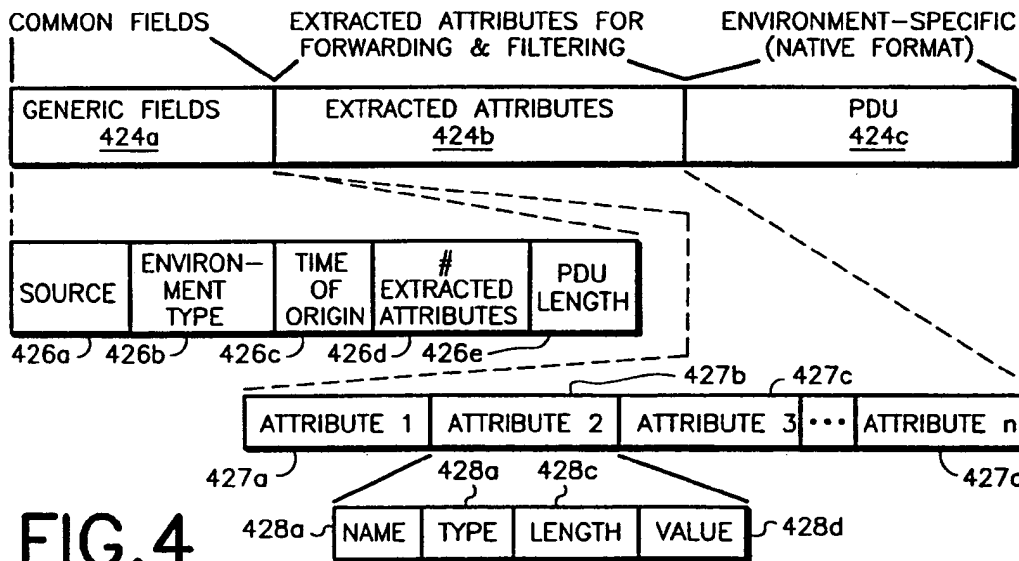 COMMON FIELDS
EXTRACTED ATTRIBUTES FOR
FORWARDING & FILTERING
ENVIRONMENT-SPECIFIC
(NATIVE FORMAT)
GENERIC FIELDS
424a
EXTRACTED ATTRIBUTES
424b
PDU
424c
SOURCE
ENVIRON-
MENT
TYPE
TIME
OF
ORIGIN
#
EXTRACTED
ATTRIBUTES
PDU
LENGTH
426a
426b
426c
426d
426e
427b
427c
ATTRIBUTE 1
ATTRIBUTE 2
ATTRIBUTE 3
...
ATTRIBUTE n
427a
428a
428c
427d
FIG.4
428a
NAME
TYPE
LENGTH
VALUE
428d